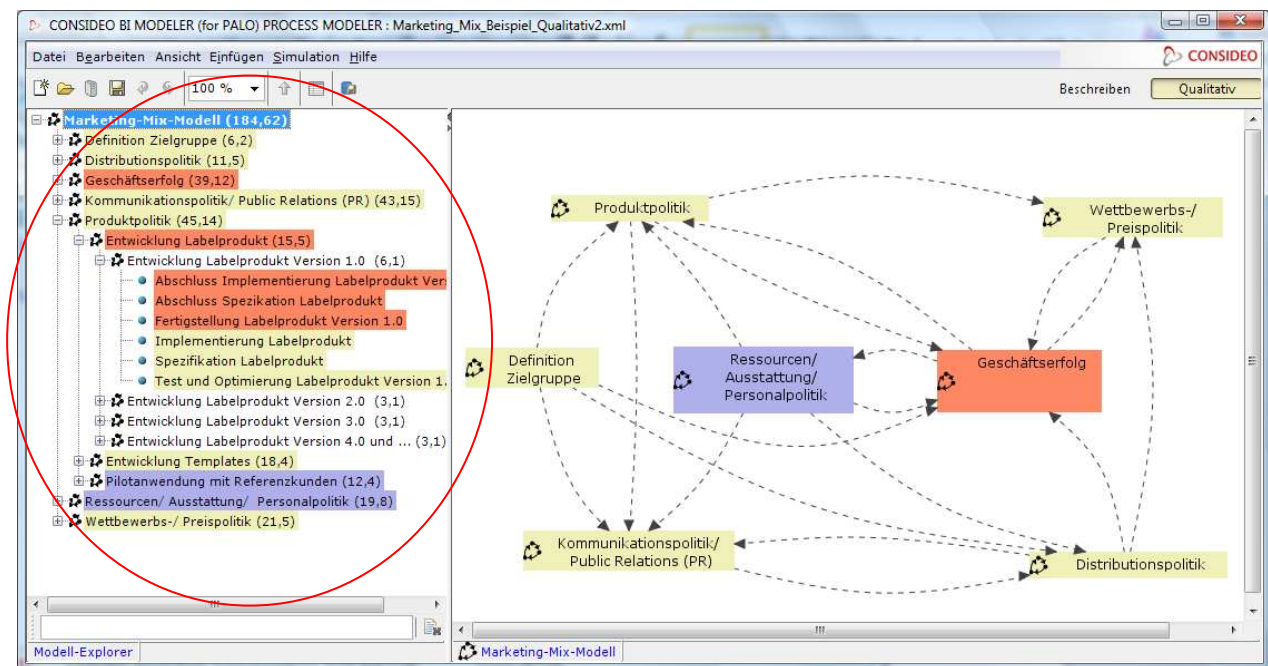 CONSIDEO BI MODELER (for PALO) PROCESS MODELER : Marketing_Mix_Beispiel_Qualitativ2.xml
Datei Bearbeiten Ansicht Einfügen Simulation Hilfe
CONSIDEO
100 %
Beschreiben
Qualitativ
Marketing-Mix-Modell (184,62)
Definition Zielgruppe (6,2)
Distributionspolitik (11,5)
Geschäftserfolg (39,12)
Kommunikationspolitik/ Public Relations (PR) (43,15)
Produktpolitik (45,14)
Entwicklung Labelprodukt (15,5)
Entwicklung Labelprodukt Version 1.0 (6,1)
Abschluss Implementierung Labelprodukt Ver
Abschluss Spezikation Labelprodukt
Fertigstellung Labelprodukt Version 1.0
Implementierung Labelprodukt
Spezifikation Labelprodukt
Test und Optimierung Labelprodukt Version 1.
Entwicklung Labelprodukt Version 2.0 (3,1)
Entwicklung Labelprodukt Version 3.0 (3,1)
Entwicklung Labelprodukt Version 4.0 und ... (3,1)
Entwicklung Templates (18,4)
Pilotanwendung mit Referenzkunden (12,4)
Ressourcen/ Ausstattung/ Personalpolitik (19,8)
Wettbewerbs-/ Preispolitik (21,5)
Modell-Explorer
Produktpolitik
Wettbewerbs-/
Preispolitik
Definition
Zielgruppe
Ressourcen/
Ausstattung/
Personalpolitik
Geschäftserfolg
Kommunikationspolitik/
Public Relations (PR)
Distributionspolitik
Marketing-Mix-Modell